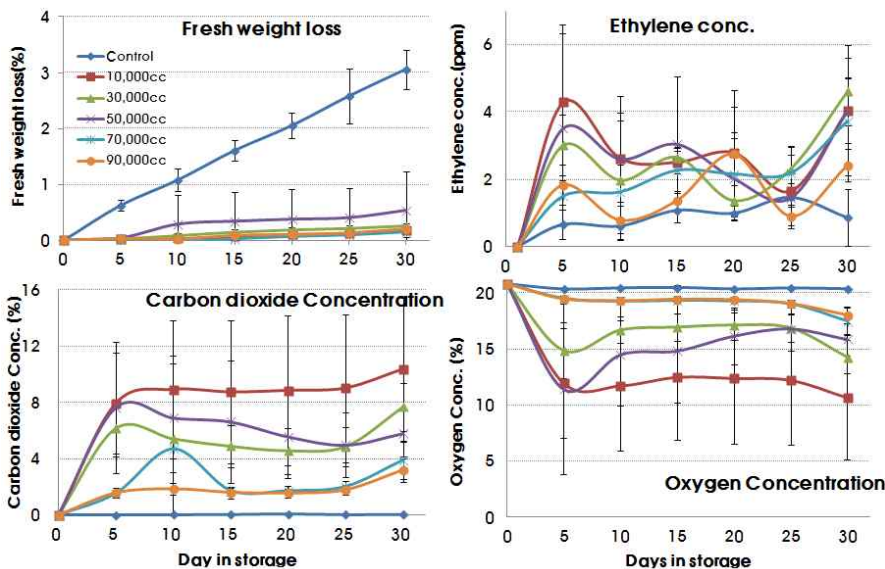 Fresh weight loss
Fresh weight loss(%)
4
3
2
1
0
Control
10,000cc
30,000cc
50,000cc
70,000cc
90,000cc
0 5 10 15 20 25 30
Ethylene conc.
Ethylene conc.(ppm)
6
4
2
0
0 5 10 15 20 25 30
Carbon dioxide Concentration
Carbon dioxide Conc. (%)
16
12
8
4
0
0 5 10 15 20 25 30
Day in storage
Oxygen Conc. (%)
20
15
10
5
0
Oxygen Concentration
0 5 10 15 20 25 30
Days in storage